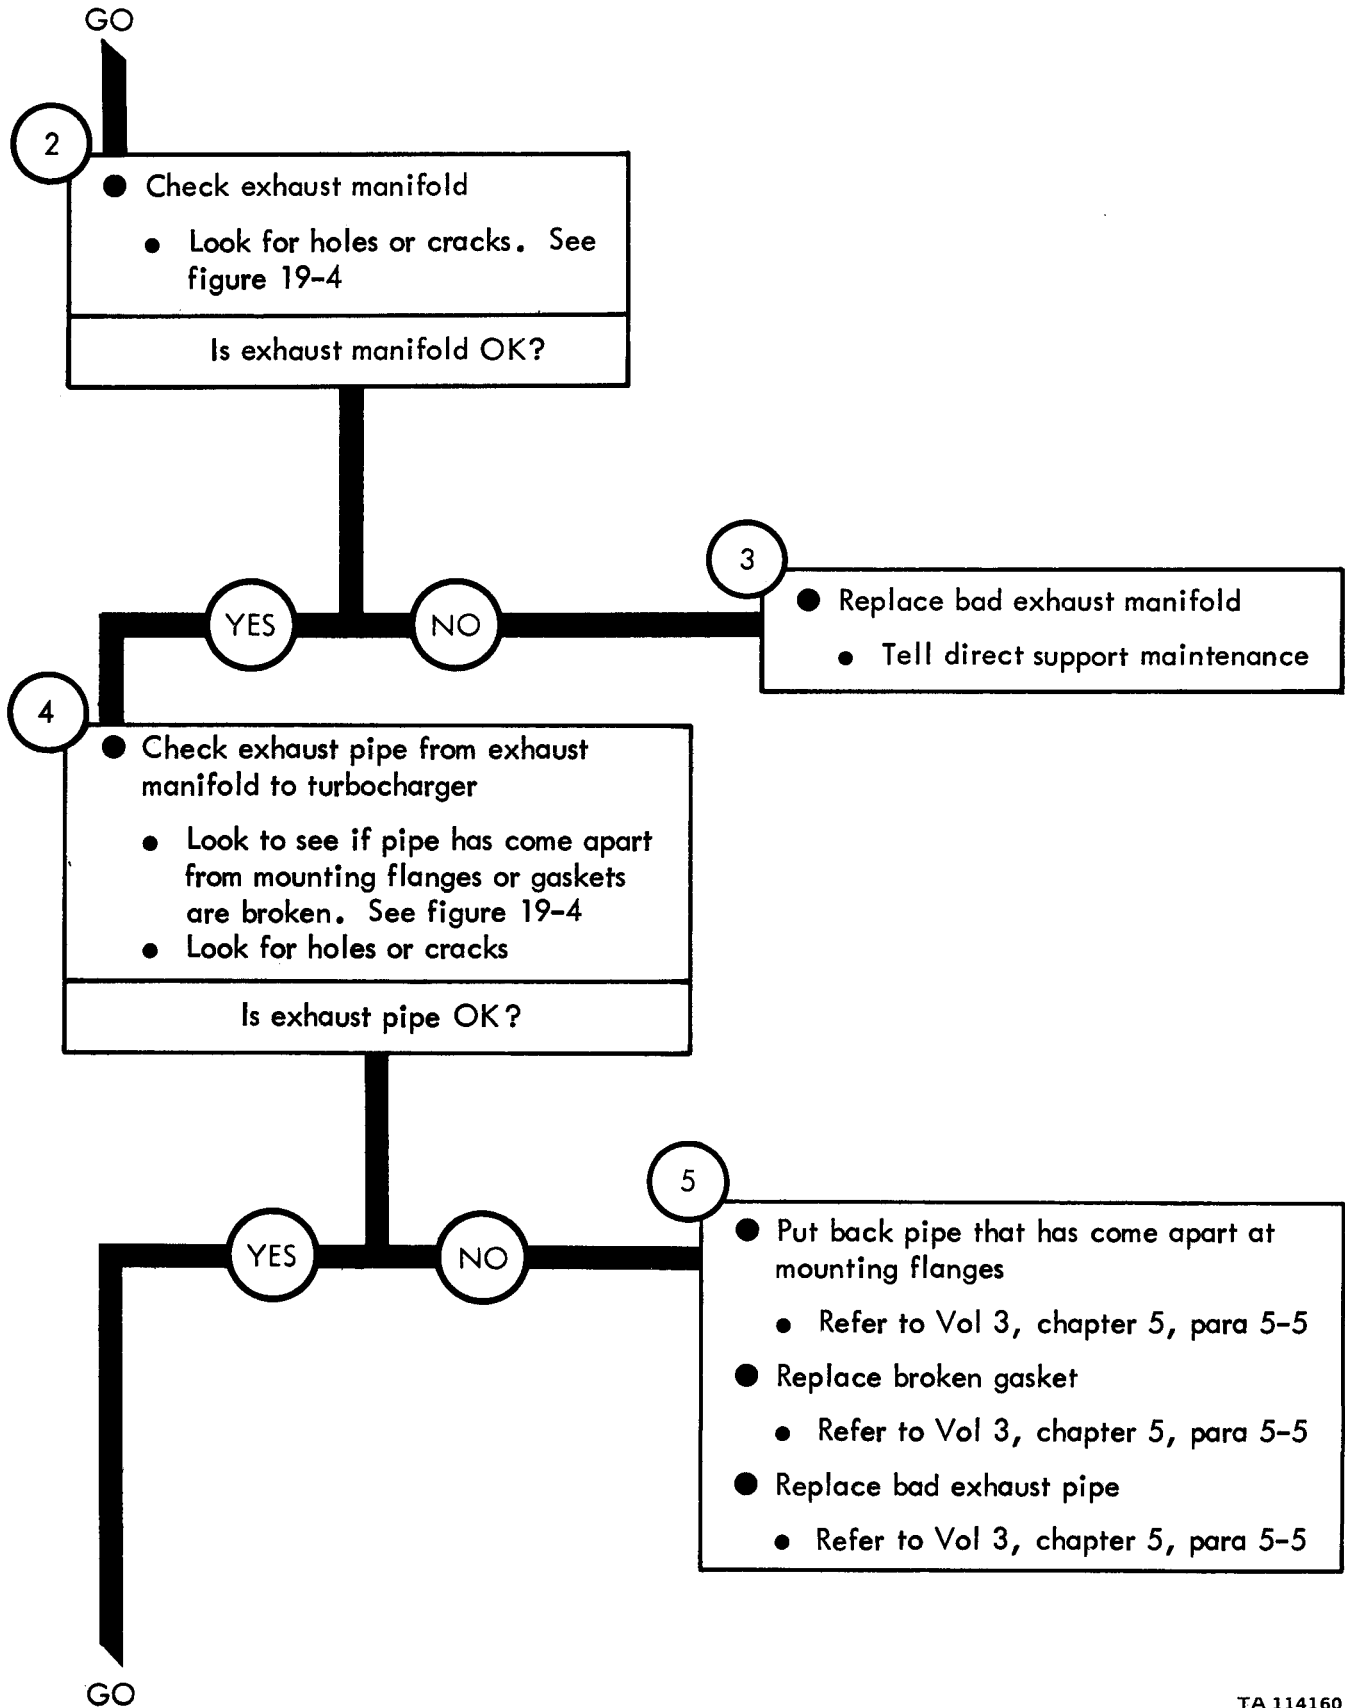 GO
2
● Check exhaust manifold
● Look for holes or cracks. See
figure 19-4
Is exhaust manifold OK?
YES
NO
3
● Replace bad exhaust manifold
● Tell direct support maintenance
4
● Check exhaust pipe from exhaust
manifold to turbocharger
● Look to see if pipe has come apart
from mounting flanges or gaskets
are broken. See figure 19-4
● Look for holes or cracks
Is exhaust pipe OK?
YES
NO
5
● Put back pipe that has come apart at
mounting flanges
● Refer to Vol 3, chapter 5, para 5-5
● Replace broken gasket
● Refer to Vol 3, chapter 5, para 5-5
● Replace bad exhaust pipe
● Refer to Vol 3, chapter 5, para 5-5
GO
TA 114160